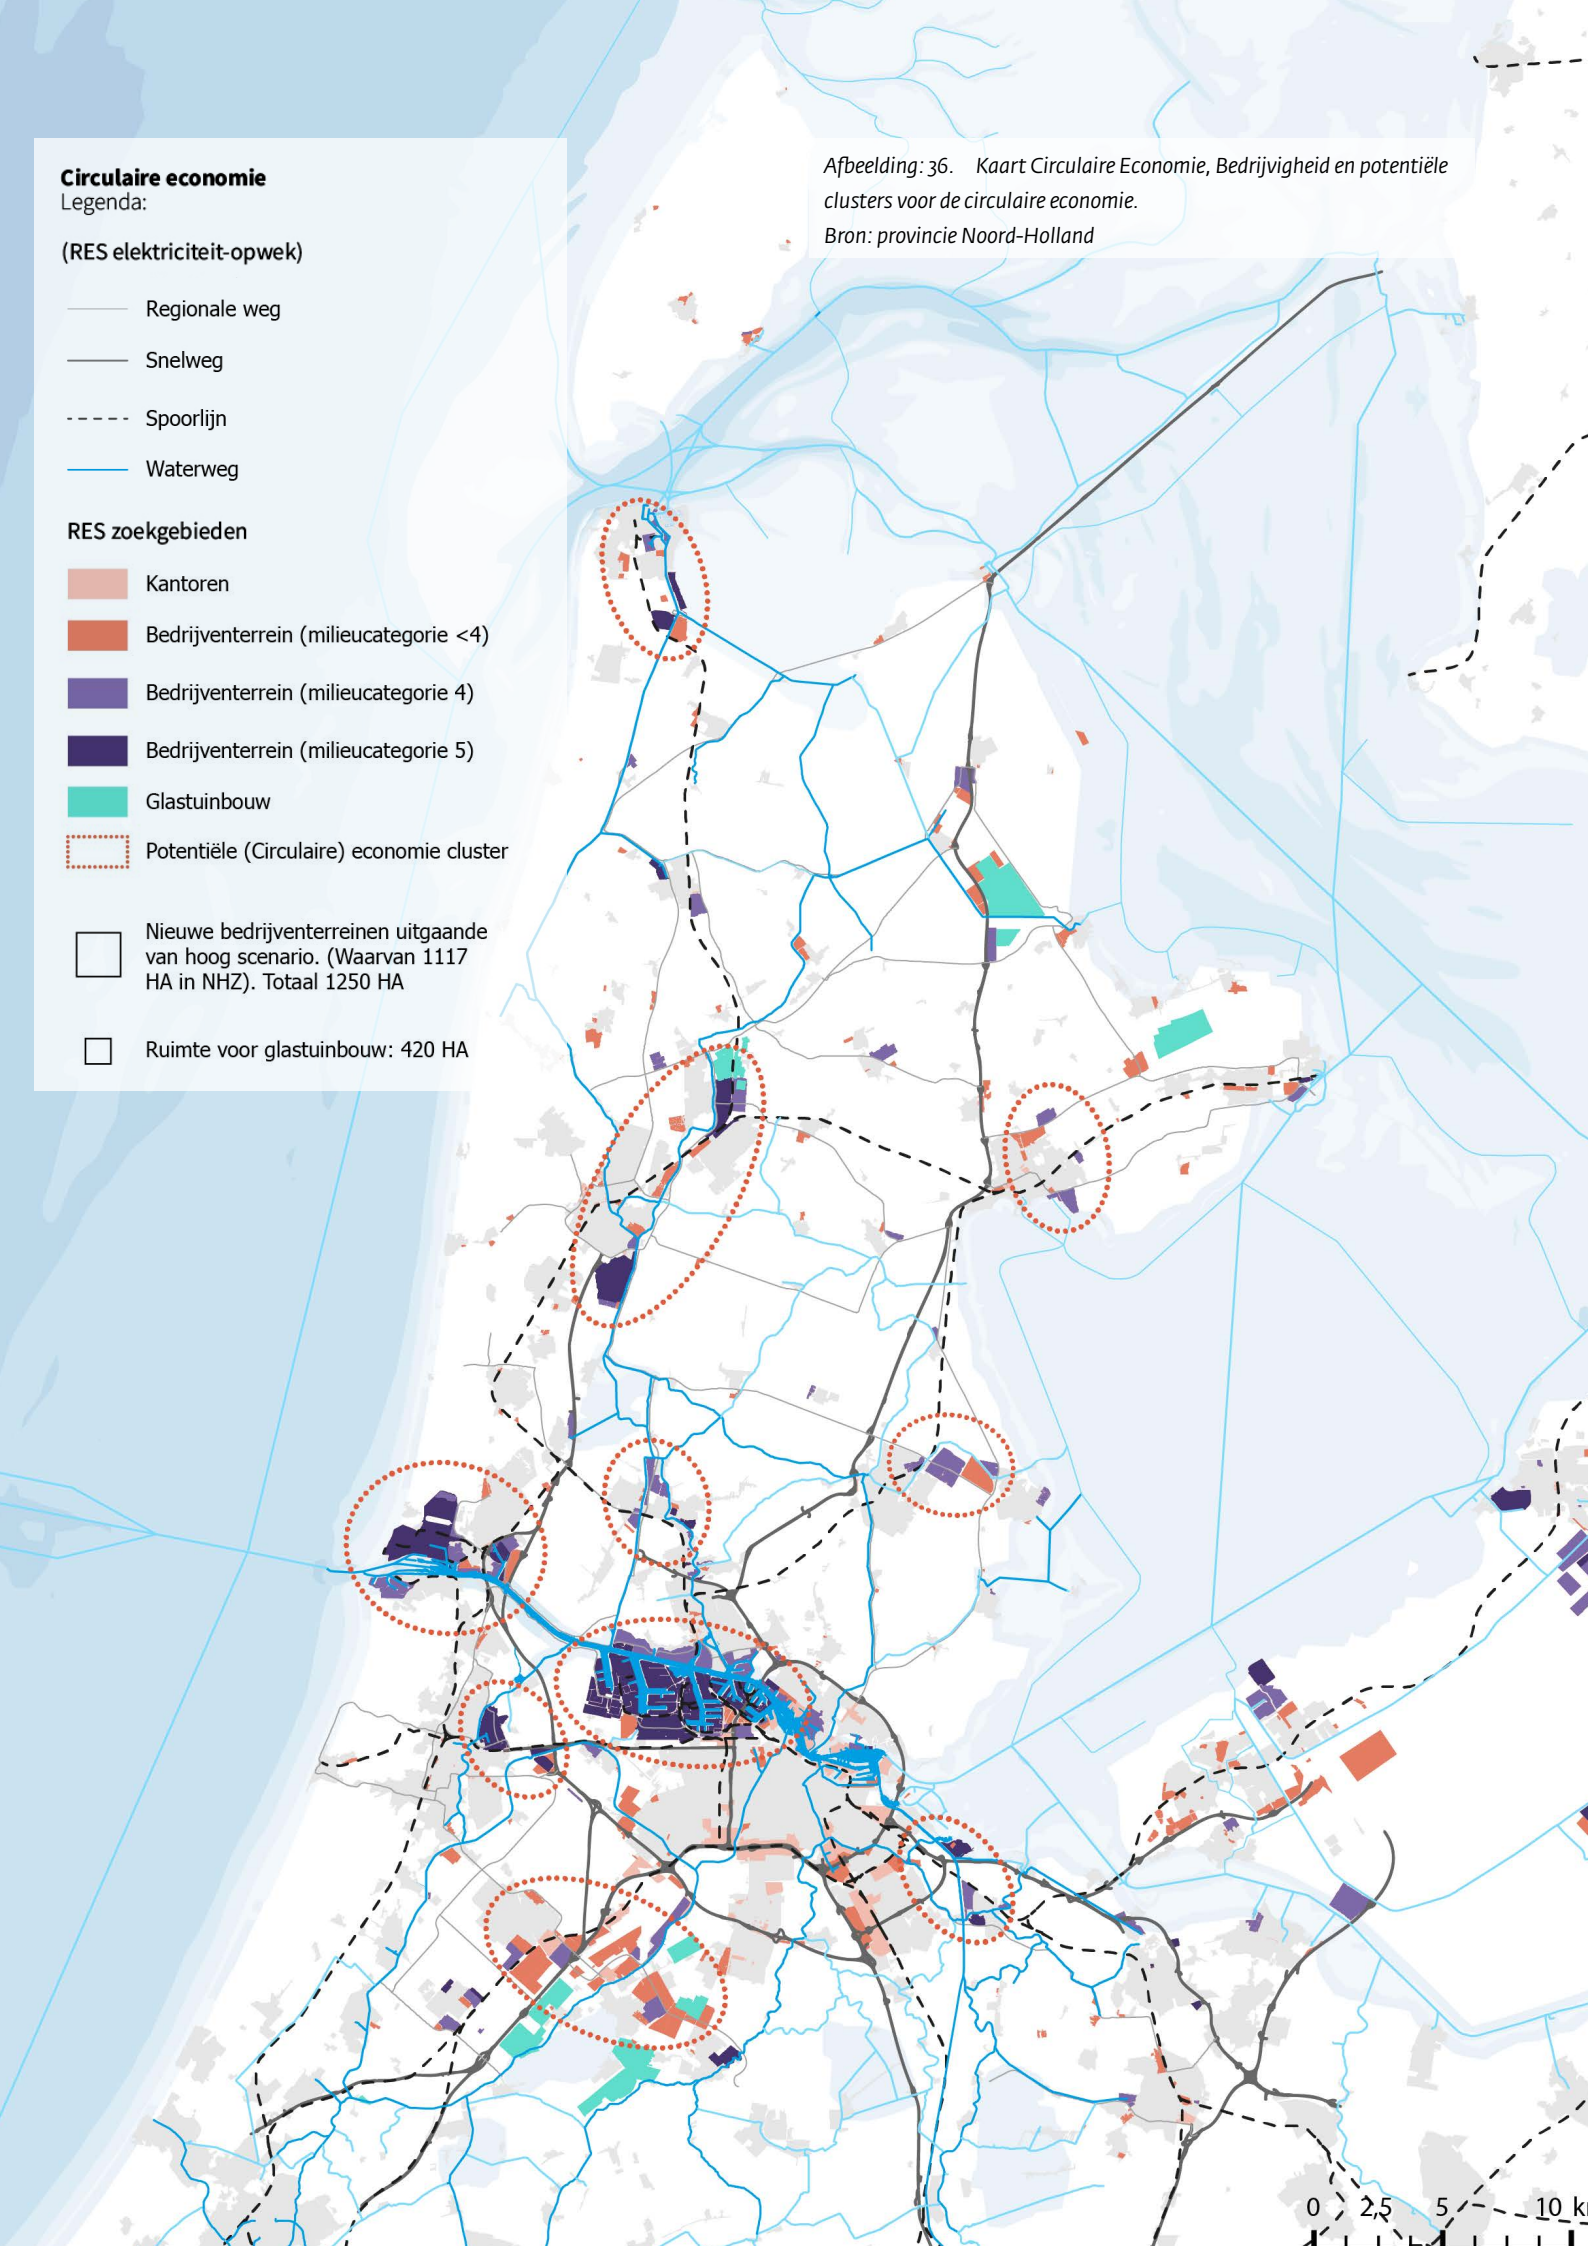 Circulaire economie
Legenda:
(RES elektriciteit-opwek)
Regionale weg
Snelweg
Spoorlijn
Waterweg
RES zoekgebieden
Kantoren
Bedrijventerrein (milieucategorie <4)
Bedrijventerrein (milieucategorie 4)
Bedrijventerrein (milieucategorie 5)
Glastuinbouw
Potentiële (Circulaire) economie cluster
Nieuwe bedrijventerreinen uitgaande
van hoog scenario. (Waarvan 1117
HA in NHZ). Totaal 1250 HA
Ruimte voor glastuinbouw: 420 HA
Afbeelding: 36. Kaart Circulaire Economie, Bedrijvigheid en potentiële
clusters voor de circulaire economie.
Bron: provincie Noord-Holland
0 2,5 5 10 k